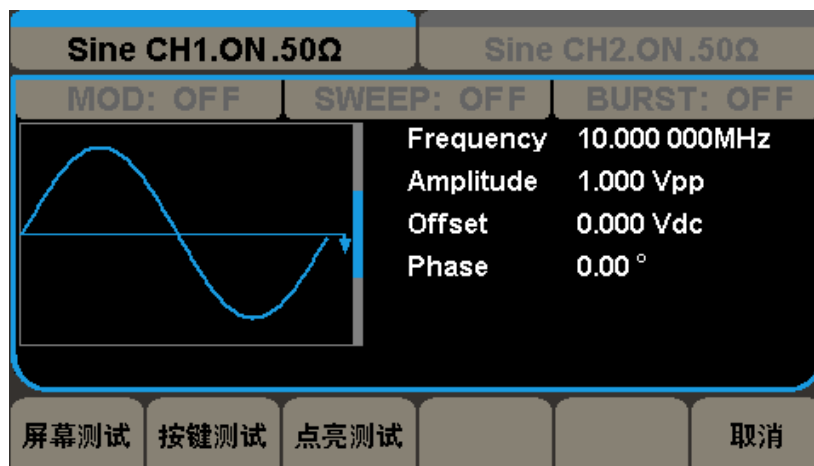 Sine CH1.ON.50Ω Sine CH2.ON.50Ω
MOD: OFF SWEEP: OFF BURST: OFF
Frequency 10.000 000MHz
Amplitude 1.000 Vpp
Offset 0.000 Vdc
Phase 0.00 °
屏幕测试 按键测试 点亮测试 取消